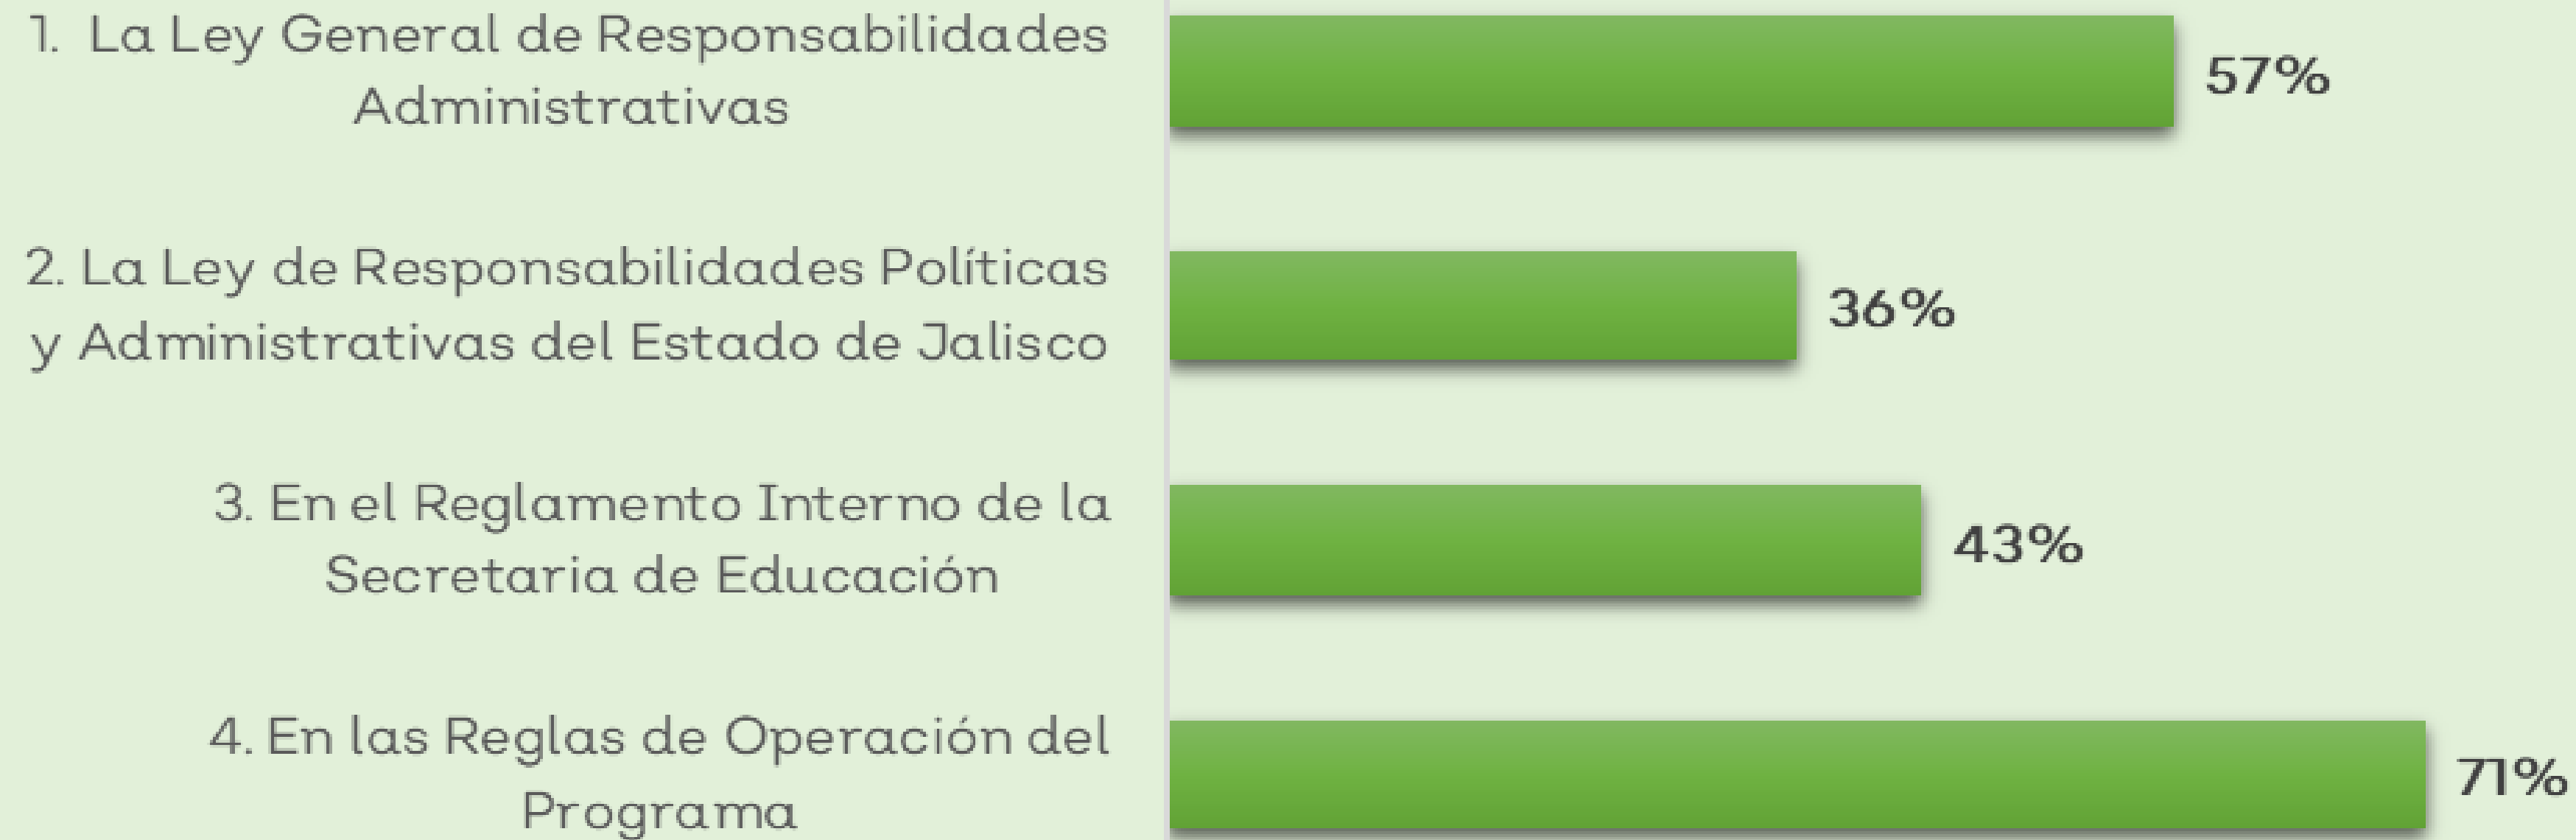 1. La Ley General de Responsabilidades
Administrativas
57%
2. La Ley de Responsabilidades Políticas
y Administrativas del Estado de Jalisco
36%
3. En el Reglamento Interno de la
Secretaria de Educación
43%
4. En las Reglas de Operación del
Programa
71%